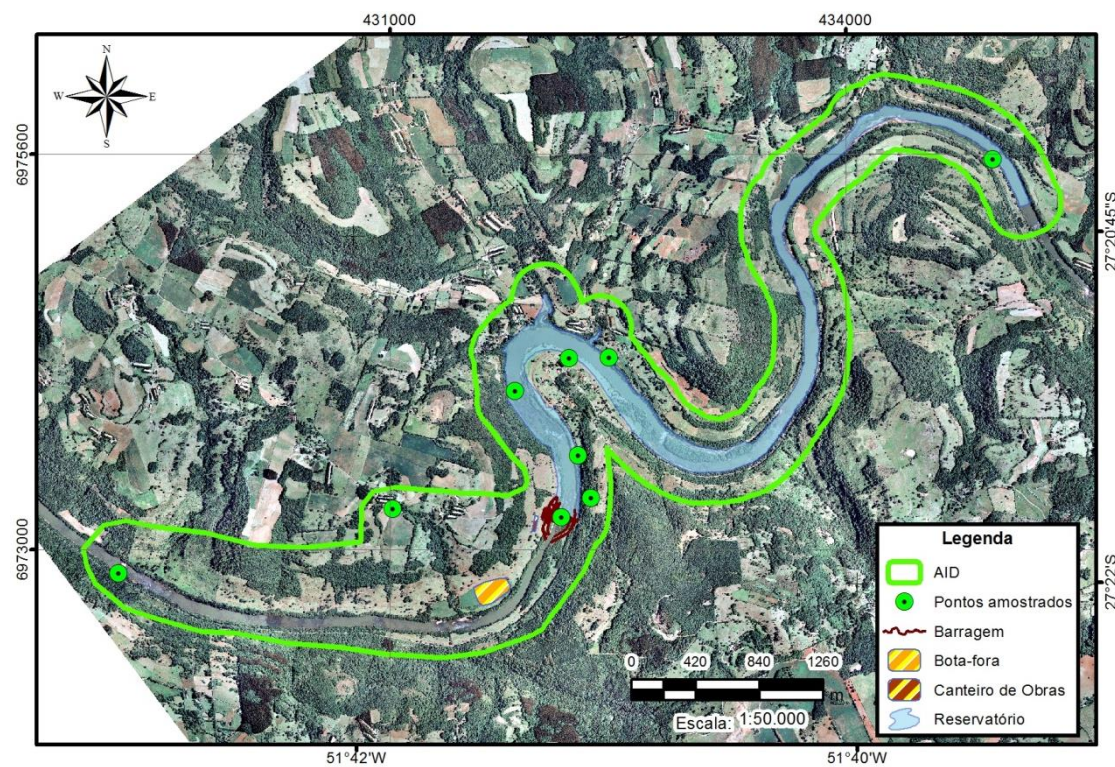 431000
434000
N
W E
S
6975600
27°20'45"S
6973000
27°22'S
Legenda
AID
Pontos amostrados
Barragem
Bota-fora
Canteiro de Obras
Reservatório
0 420 840 1260
m
Escala: 1:50.000
51°42'W
51°40'W